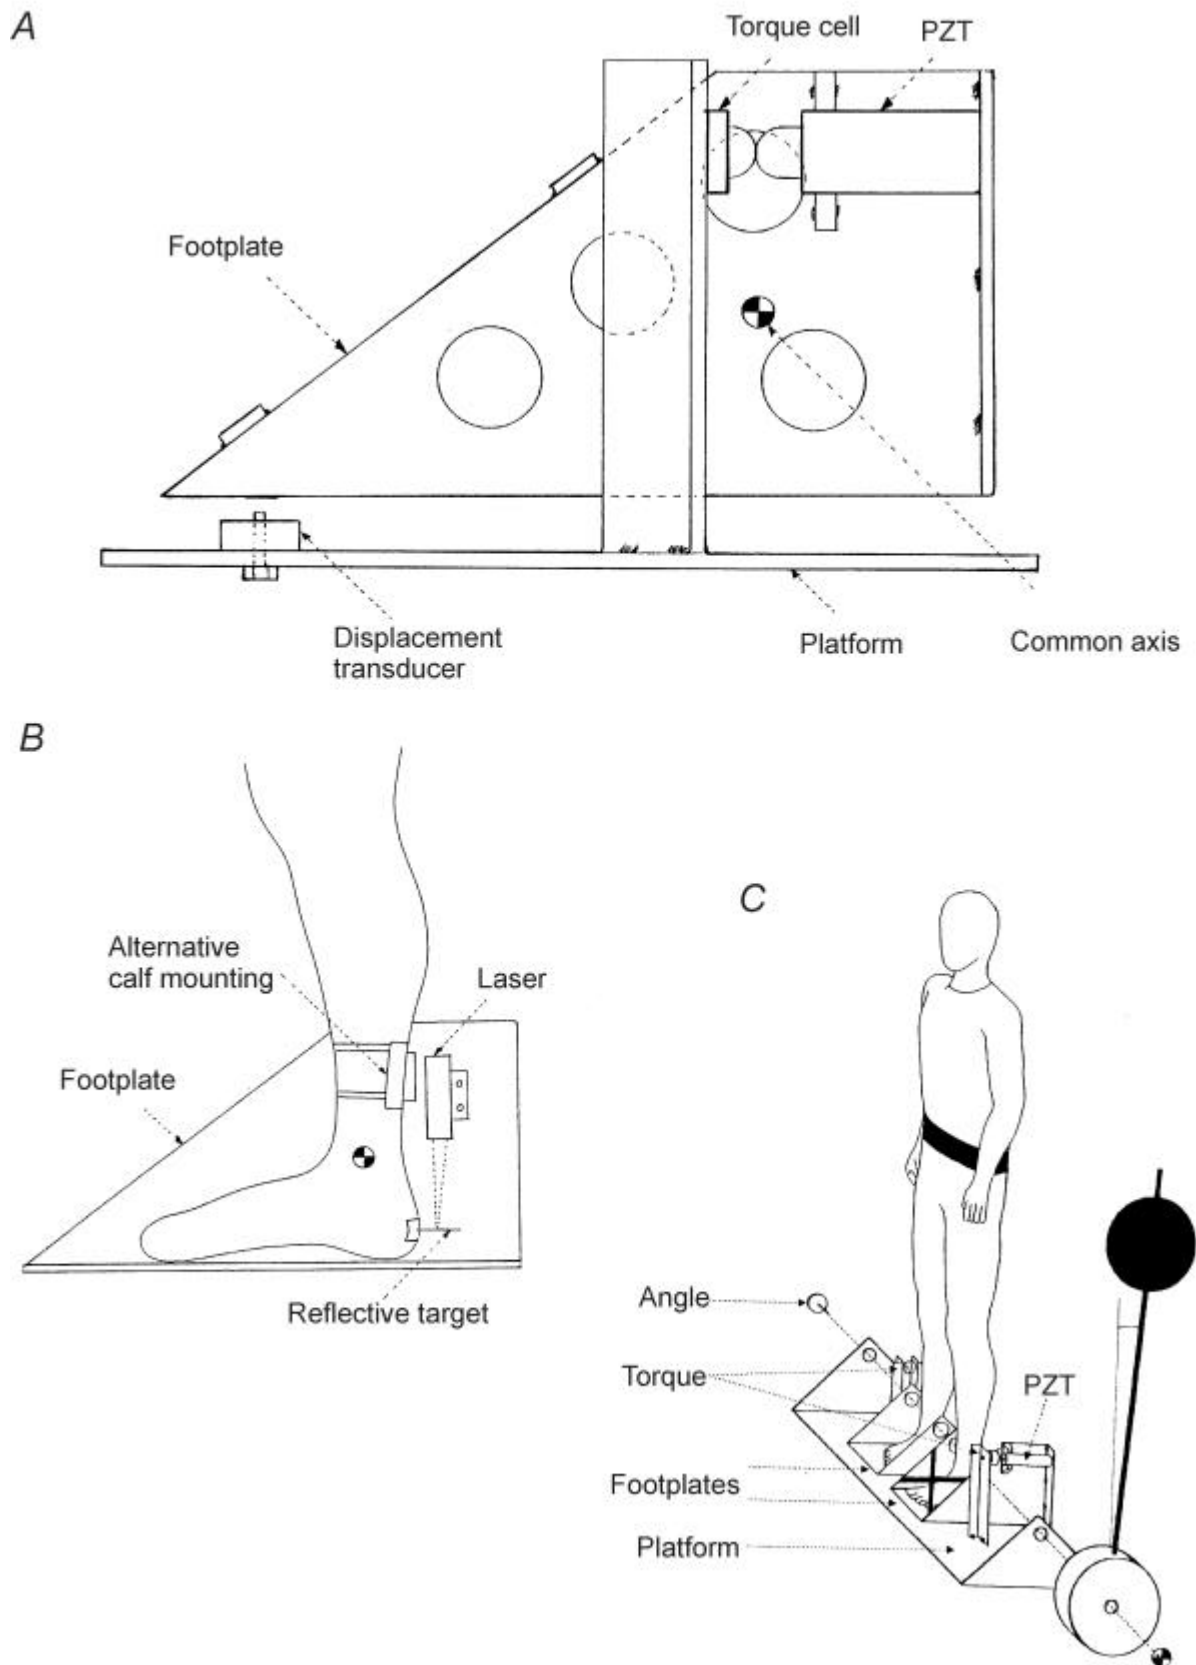 A
Torque cell
PZT
Footplate
Displacement
transducer
Platform
Common axis
B
Alternative
calf mounting
Laser
Footplate
Reflective target
C
Angle
Torque
PZT
Footplates
Platform